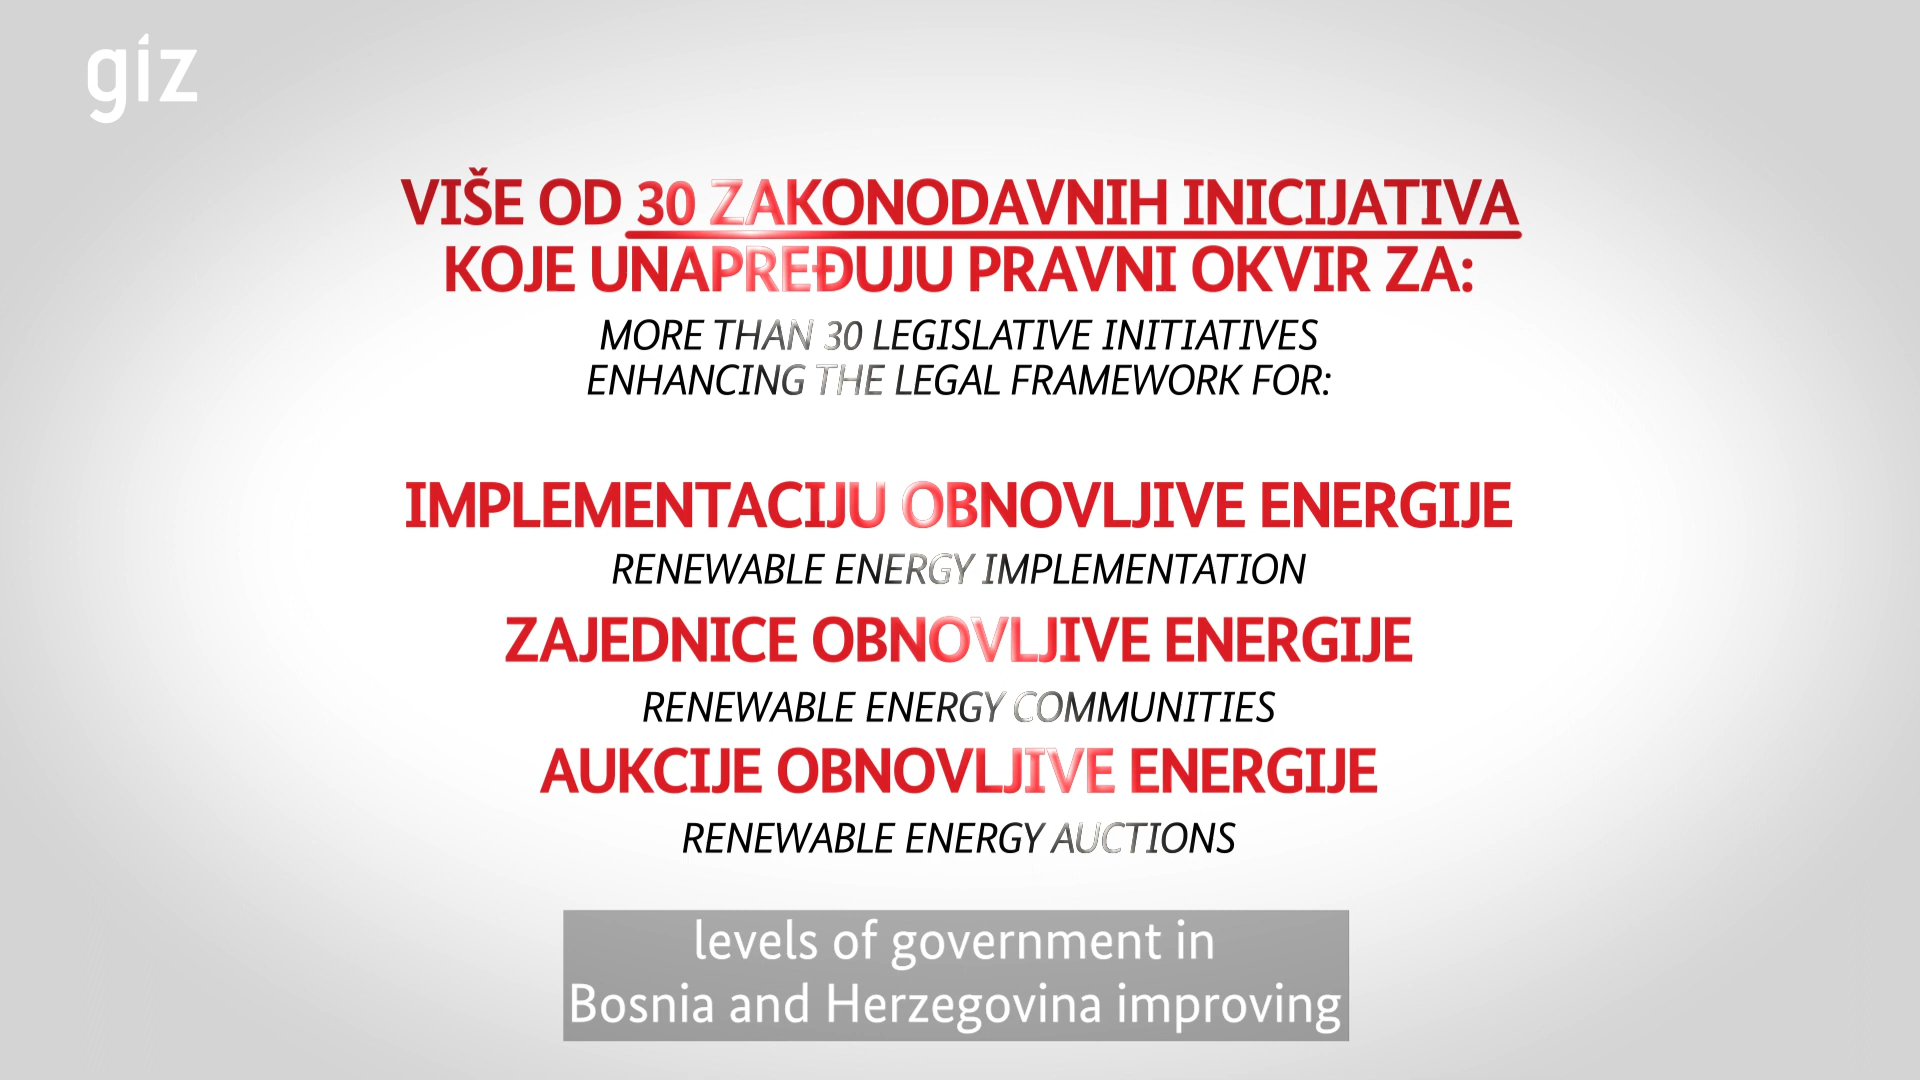 giz
VIŠE OD 30 ZAKONODAVNIH INICIJATIVA
KOJE UNAPREĐUJU PRAVNI OKVIR ZA:
MORE THAN 30 LEGISLATIVE INITIATIVES
ENHANCING THE LEGAL FRAMEWORK FOR:
IMPLEMENTACIJU OBNOVLJIVE ENERGIJE
RENEWABLE ENERGY IMPLEMENTATION
ZAJEDNICE OBNOVLJIVE ENERGIJE
RENEWABLE ENERGY COMMUNITIES
AUKCIJE OBNOVLJIVE ENERGIJE
RENEWABLE ENERGY AUCTIONS
levels of government in
Bosnia and Herzegovina improving